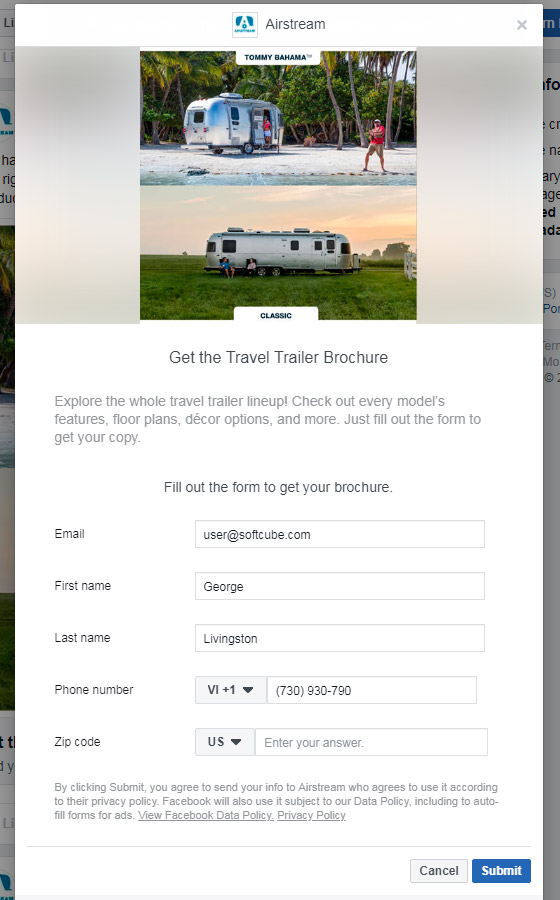 AIRSTREAM
Airstream
×
TOMMY BAHAMA™
CLASSIC
Get the Travel Trailer Brochure
Explore the whole travel trailer lineup! Check out every model's
features, floor plans, décor options, and more. Just fill out the form to
get your copy.
Fill out the form to get your brochure.
Email user@softcube.com
First name George
Last name Livingston
Phone number VI +1 (730) 930-790
Zip code US Enter your answer.
By clicking Submit, you agree to send your info to Airstream who agrees to use it according
to their privacy policy. Facebook will also use it subject to our Data Policy, including to auto-
fill forms for ads. View Facebook Data Policy. Privacy Policy
Cancel Submit